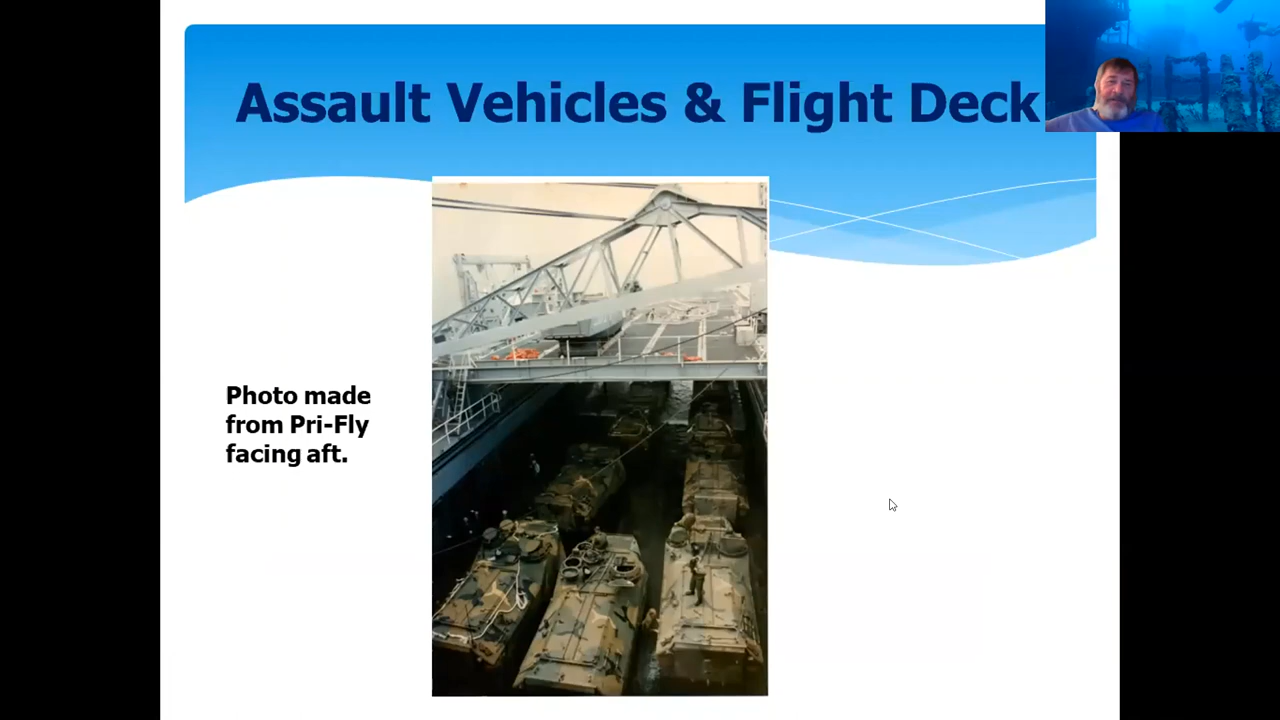 Assault Vehicles & Flight Deck
Photo made
from Pri-Fly
facing aft.